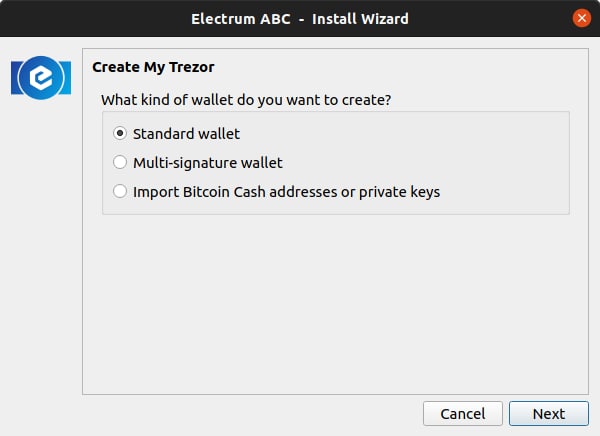 Electrum ABC - Install Wizard
Create My Trezor
What kind of wallet do you want to create?
Standard wallet
Multi-signature wallet
Import Bitcoin Cash addresses or private keys
Cancel
Next